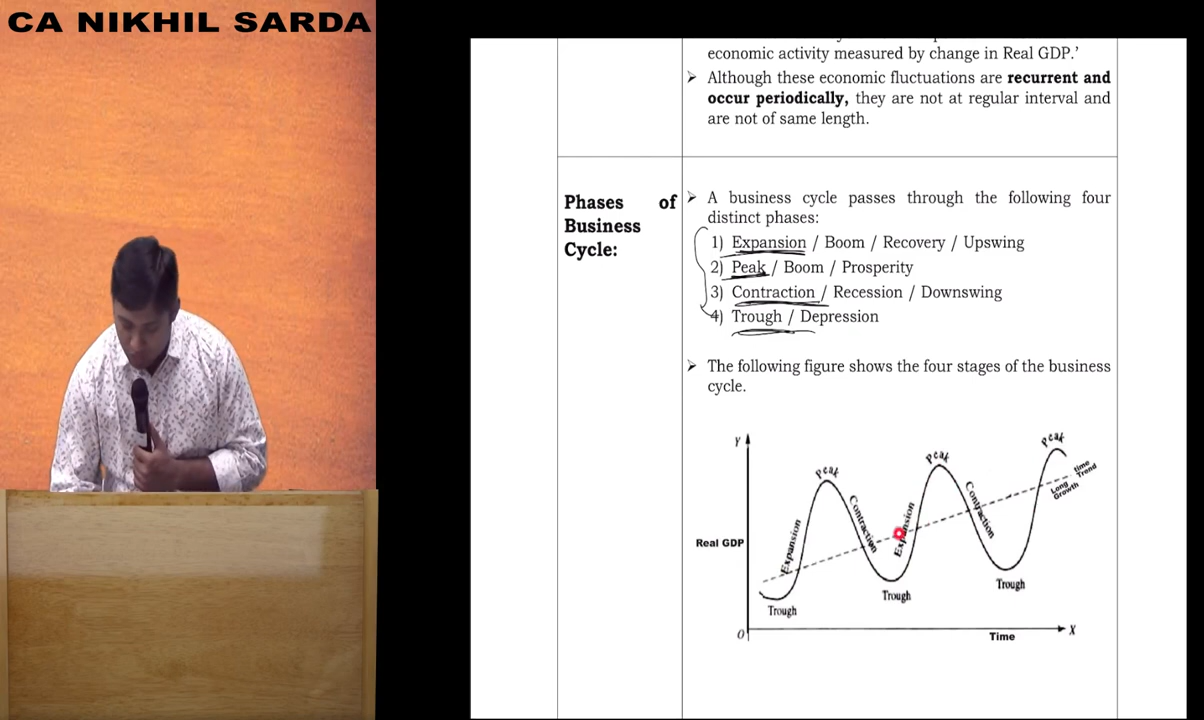 CA NIKHIL SARDA
economic activity measured by change in Real GDP.’
➢ Although these economic fluctuations are recurrent and
occur periodically, they are not at regular interval and
are not of same length.
Phases of
Business
Cycle:
➢ A business cycle passes through the following four
distinct phases:
1) Expansion / Boom / Recovery / Upswing
2) Peak / Boom / Prosperity
3) Contraction / Recession / Downswing
4) Trough / Depression
➢ The following figure shows the four stages of the business
cycle.
Y
Peak
Peak
Peak
Long time
Growth Trend
Expansion
Contraction
Expansion
Contraction
Real GDP
Trough
Trough
Trough
O
Time
X